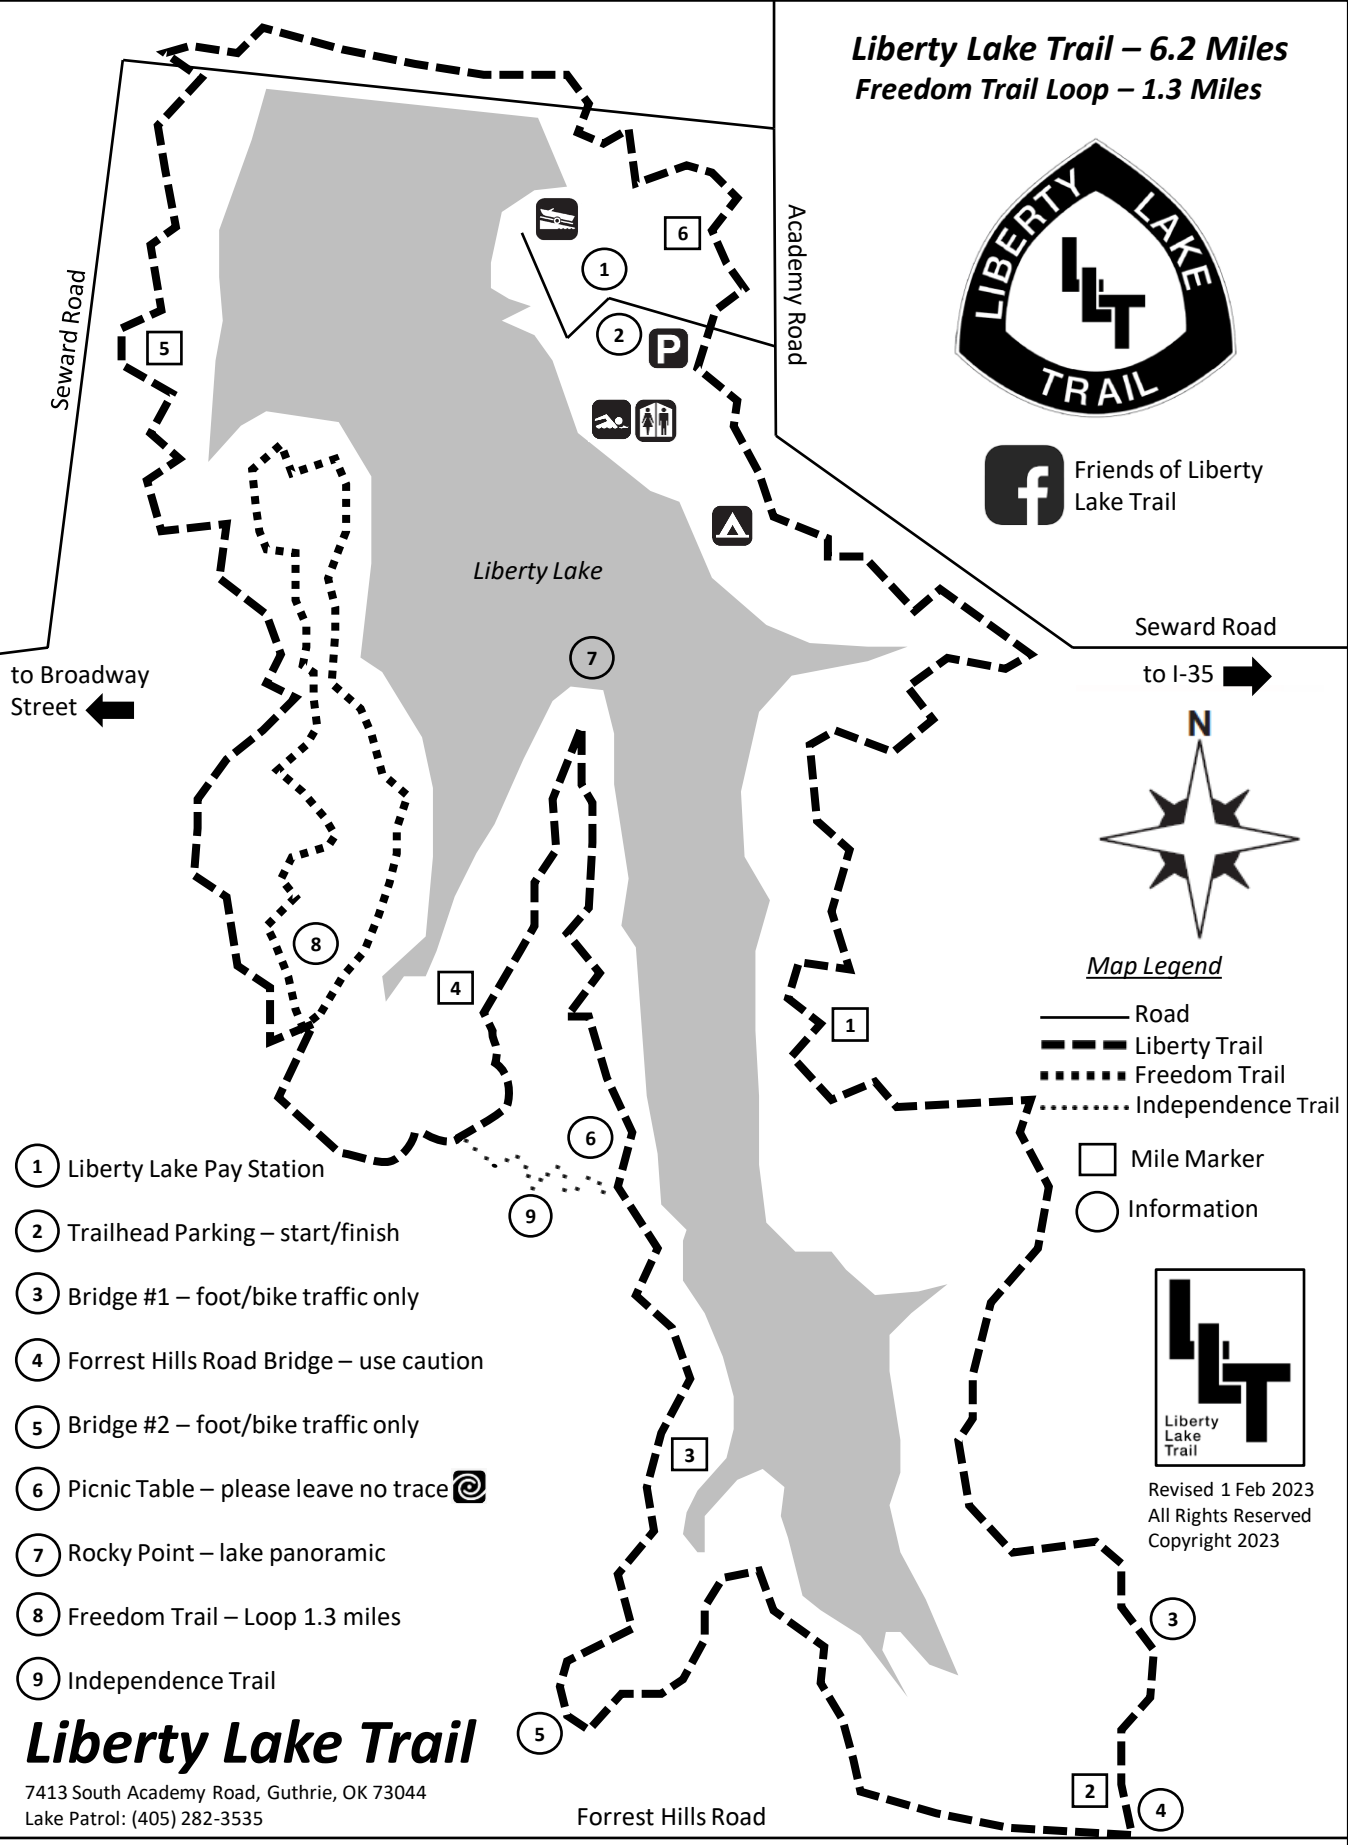 Liberty Lake Trail – 6.2 Miles
Freedom Trail Loop – 1.3 Miles
LIBERTY LAKE TRAIL
LLT
Friends of Liberty
Lake Trail
Seward Road
Academy Road
6
1
2
P
5
Liberty Lake
7
Seward Road
to I-35
to Broadway
Street
N
8
4
1
Map Legend
Road
Liberty Trail
Freedom Trail
Independence Trail
Mile Marker
Information
6
9
1 Liberty Lake Pay Station
2 Trailhead Parking – start/finish
3 Bridge #1 – foot/bike traffic only
4 Forrest Hills Road Bridge – use caution
5 Bridge #2 – foot/bike traffic only
6 Picnic Table – please leave no trace
7 Rocky Point – lake panoramic
8 Freedom Trail – Loop 1.3 miles
9 Independence Trail
3
LLT
Liberty
Lake
Trail
Revised 1 Feb 2023
All Rights Reserved
Copyright 2023
3
5
2
4
Liberty Lake Trail
7413 South Academy Road, Guthrie, OK 73044
Lake Patrol: (405) 282-3535
Forrest Hills Road